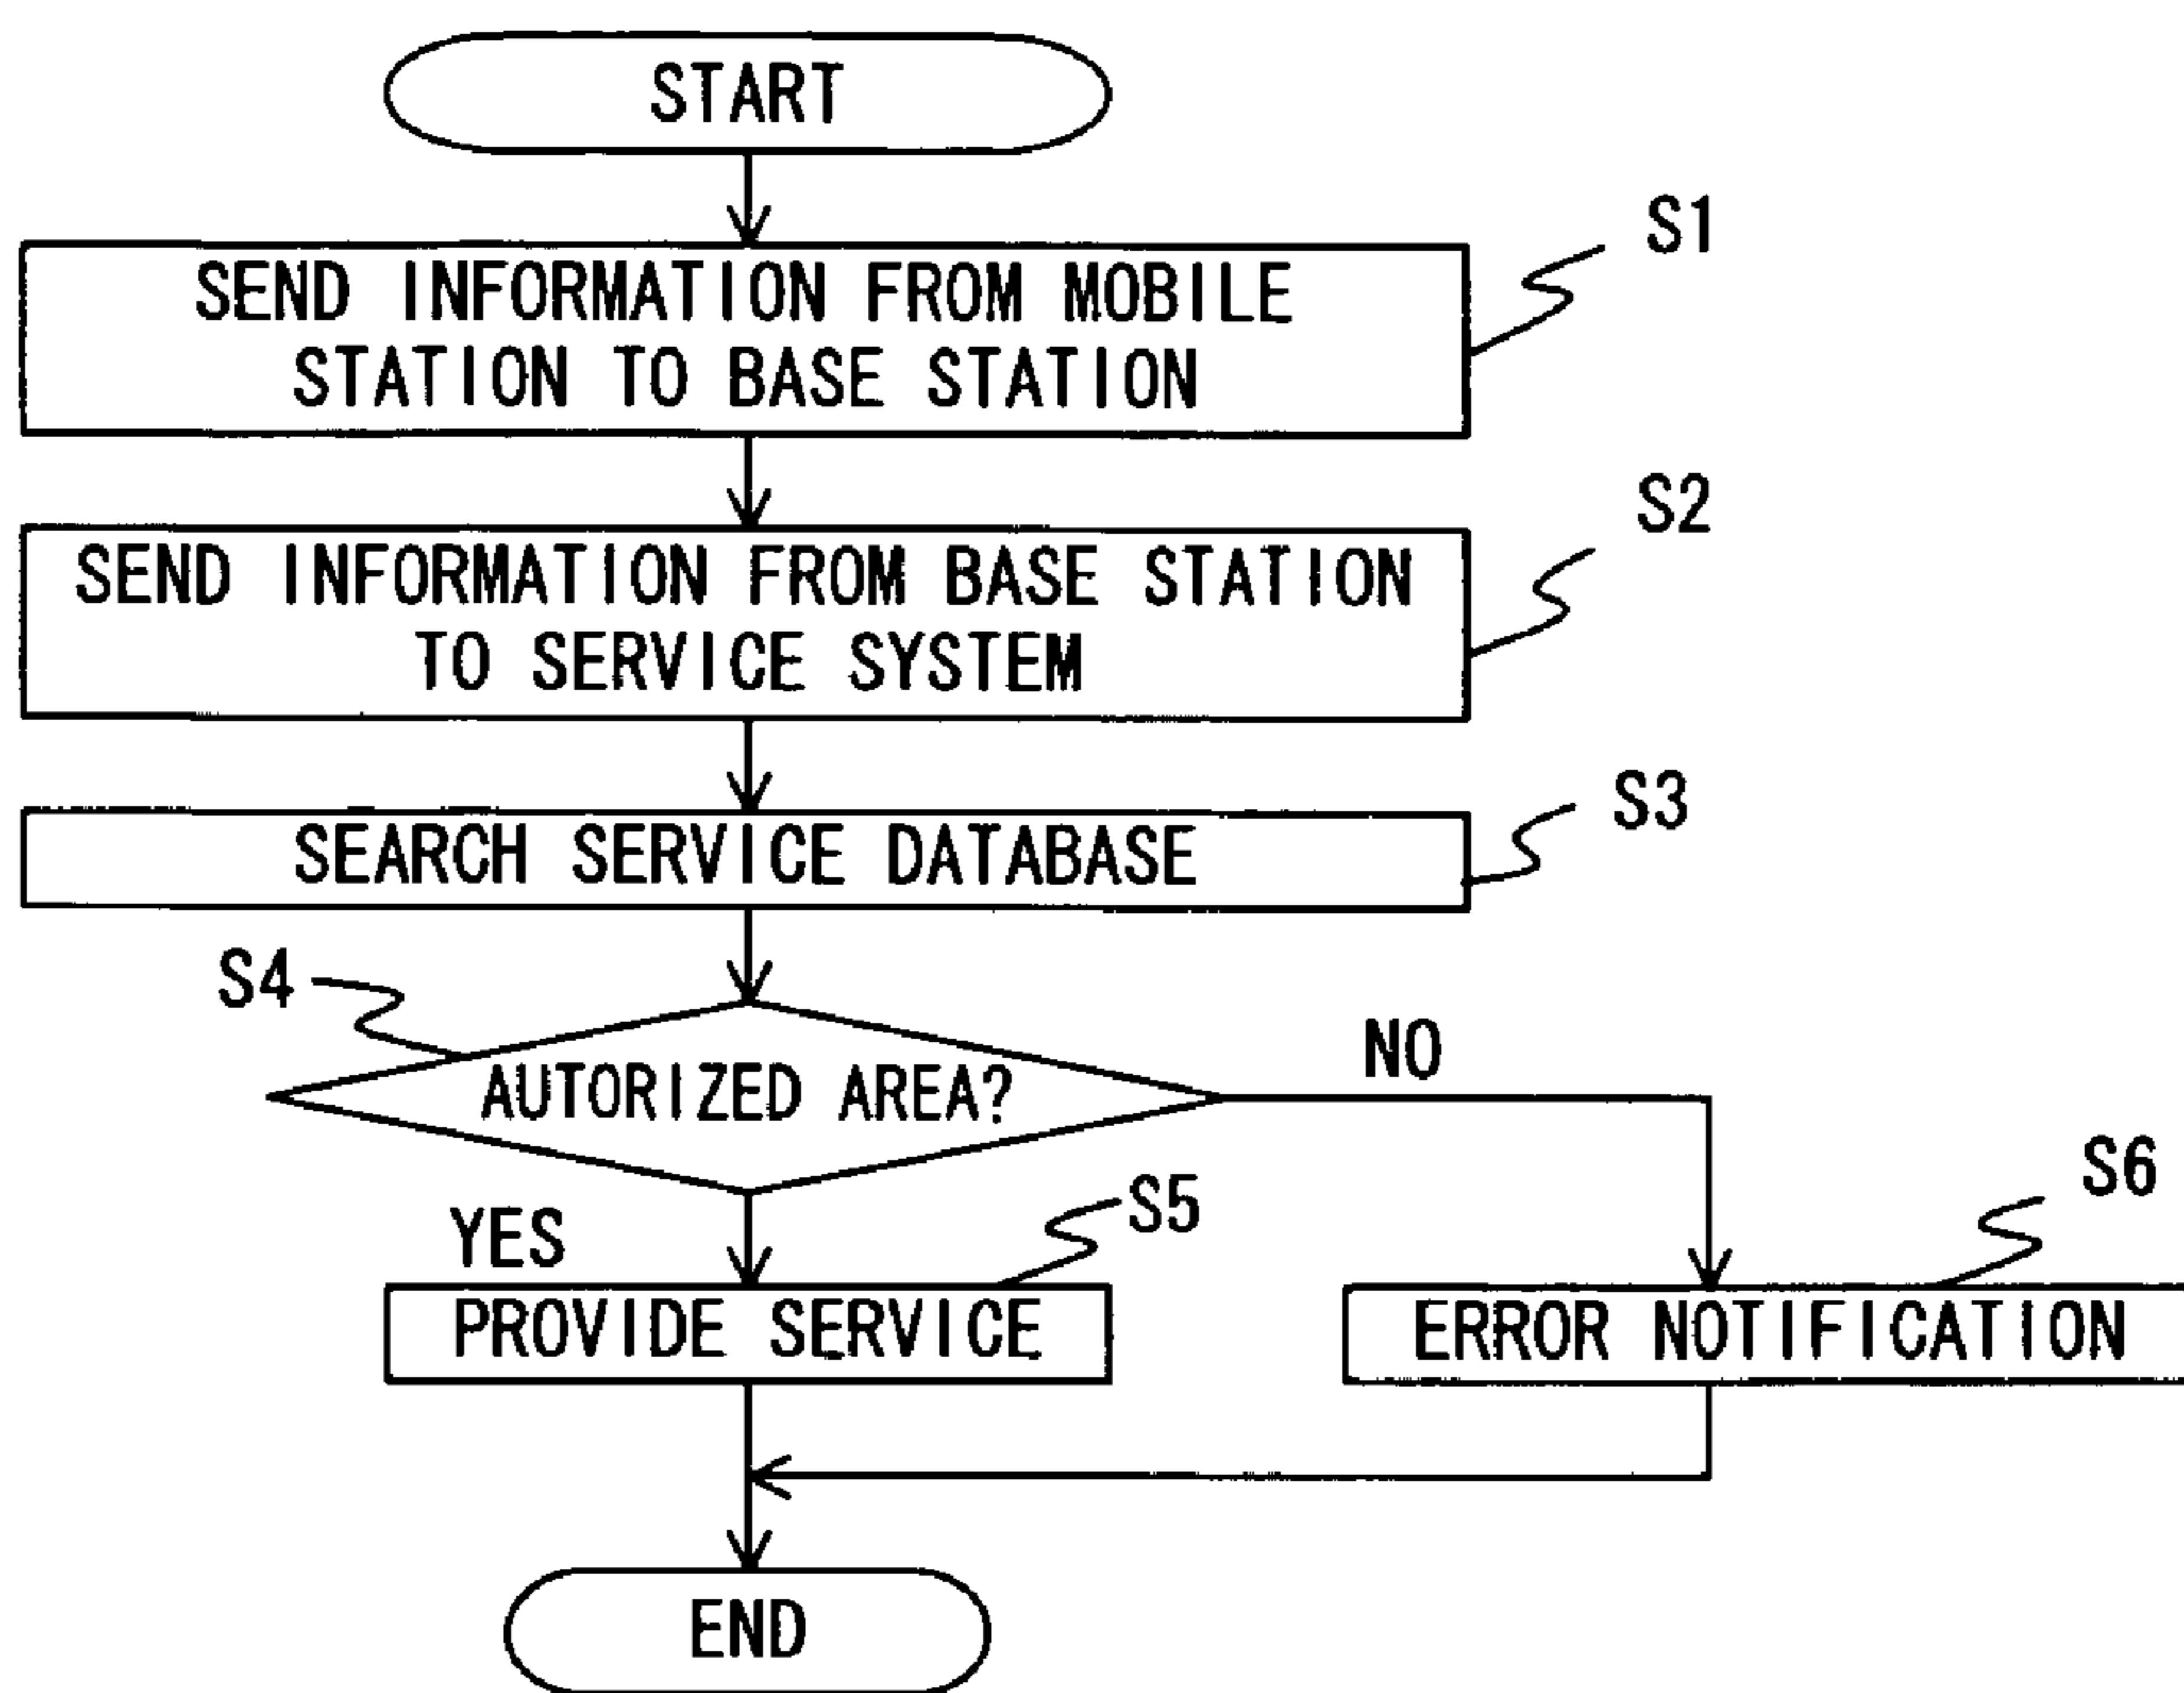 START
S1
SEND INFORMATION FROM MOBILE
STATION TO BASE STATION
S2
SEND INFORMATION FROM BASE STATION
TO SERVICE SYSTEM
S3
SEARCH SERVICE DATABASE
S4
AUTORIZED AREA?
NO
YES
S5
S6
PROVIDE SERVICE
ERROR NOTIFICATION
END